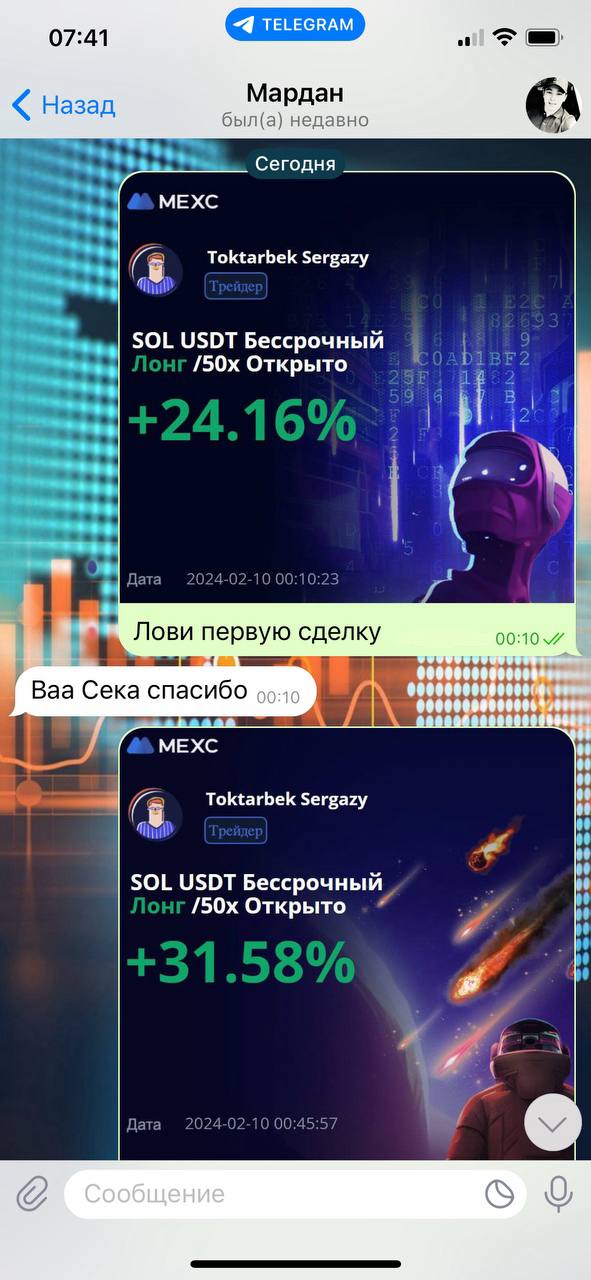 07:41
TELEGRAM
Назад
Мардан
был(а) недавно
Сегодня
MEXC
Toktarbek Sergazy
Трейдер
SOL USDT Бессрочный
Лонг /50x Открыто
+24.16%
Дата 2024-02-10 00:10:23
Лови первую сделку
00:10
Ваа Сека спасибо
00:10
MEXC
Toktarbek Sergazy
Трейдер
SOL USDT Бессрочный
Лонг /50x Открыто
+31.58%
Дата 2024-02-10 00:45:57
Сообщение